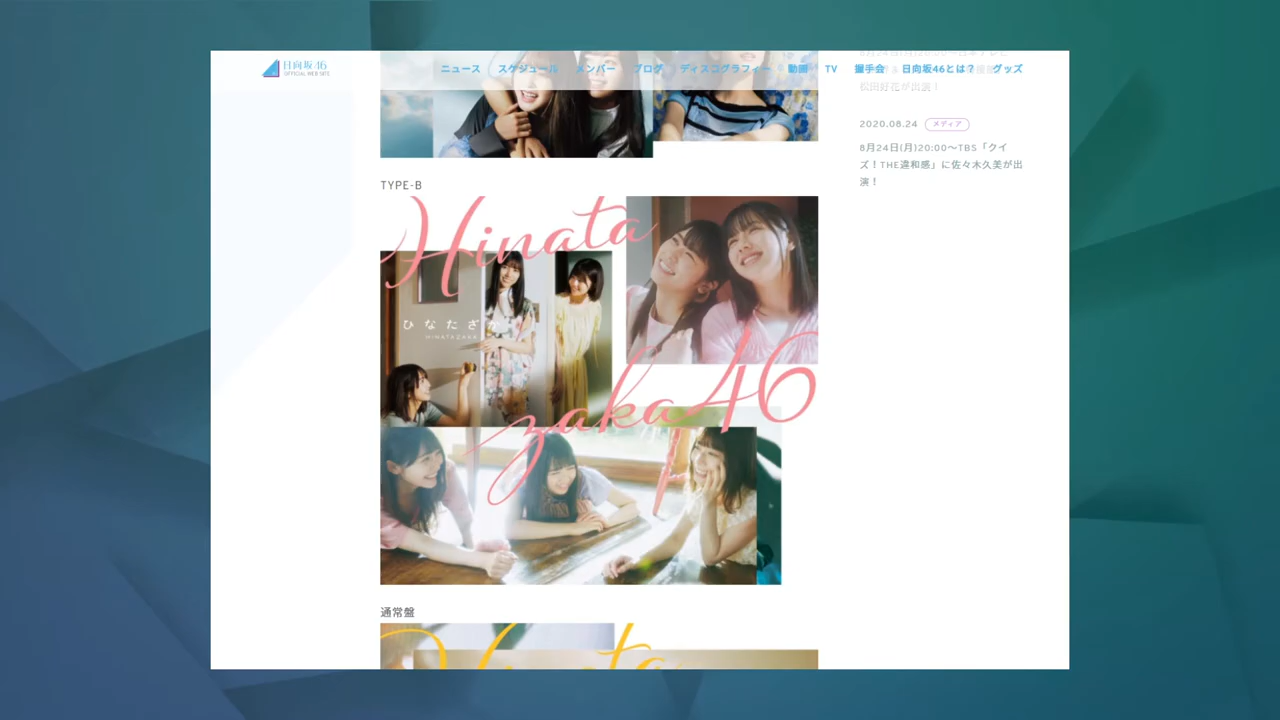 日向坂46
OFFICIAL WEB SITE
ニュース スケジュール メンバー ブログ ディスコグラフィー 動画 TV 握手会 日向坂46とは? グッズ
松田好花が出演!
2020.08.24 メディア
8月24日(月)20:00〜TBS「クイ
ズ!THE違和感」に佐々木久美が出
演!
TYPE-B
Hinata
ひなたざか
HINATAZAKA
zaka46
通常盤
Hinata